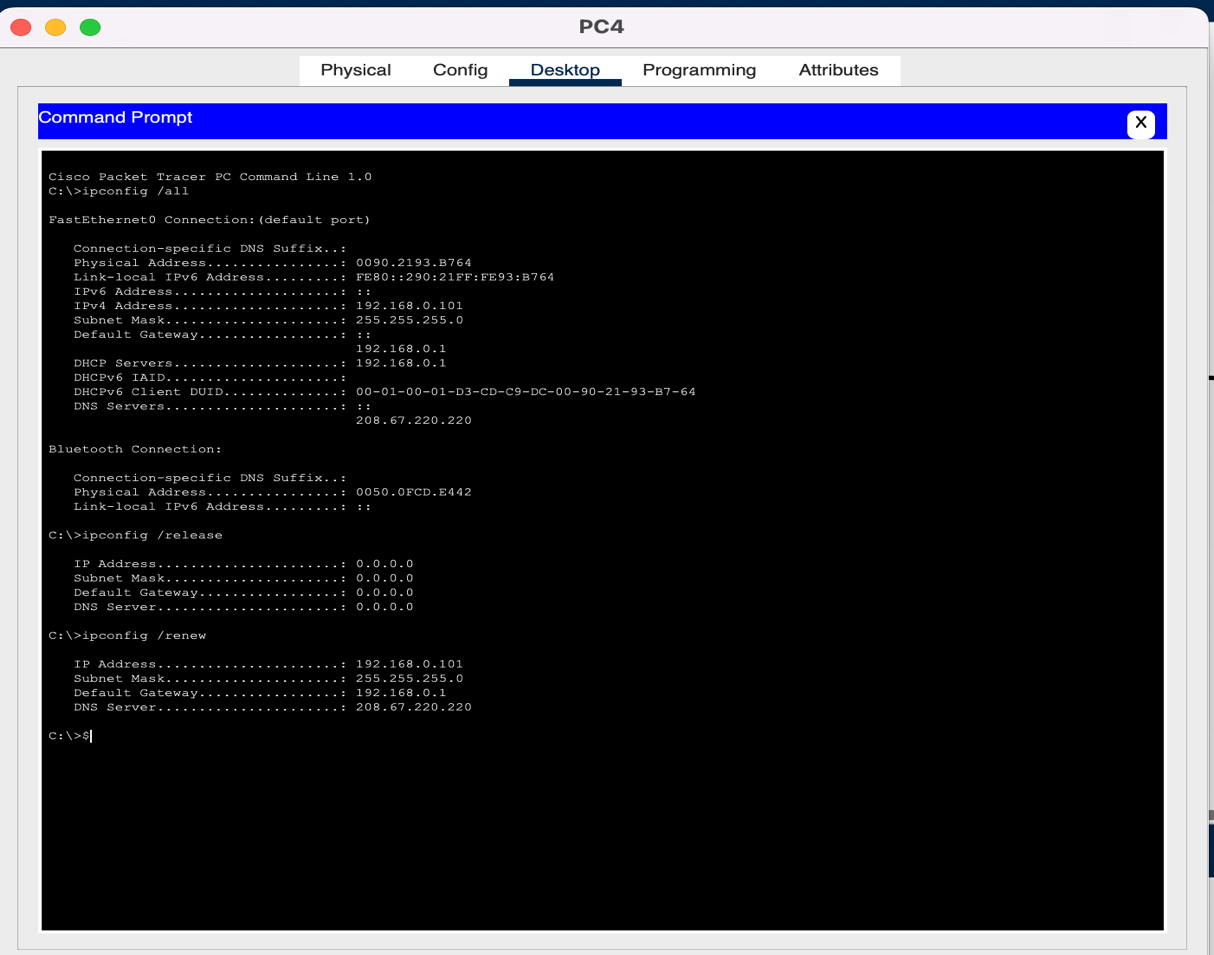 PC4
Physical Config Desktop Programming Attributes
Command Prompt
X
Cisco Packet Tracer PC Command Line 1.0
C:\>ipconfig /all
FastEthernet0 Connection:(default port)
Connection-specific DNS Suffix..:
Physical Address................: 0090.2193.B764
Link-local IPv6 Address.........: FE80::290:21FF:FE93:B764
IPv6 Address....................: ::
IPv4 Address....................: 192.168.0.101
Subnet Mask.....................: 255.255.255.0
Default Gateway.................: ::
192.168.0.1
DHCP Servers....................: 192.168.0.1
DHCPv6 IAID.....................:
DHCPv6 Client DUID..............: 00-01-00-01-D3-CD-C9-DC-00-90-21-93-B7-64
DNS Servers.....................: ::
208.67.220.220
Bluetooth Connection:
Connection-specific DNS Suffix..:
Physical Address................: 0050.0FCD.E442
Link-local IPv6 Address.........: ::
C:\>ipconfig /release
IP Address......................: 0.0.0.0
Subnet Mask.....................: 0.0.0.0
Default Gateway.................: 0.0.0.0
DNS Server......................: 0.0.0.0
C:\>ipconfig /renew
IP Address......................: 192.168.0.101
Subnet Mask.....................: 255.255.255.0
Default Gateway.................: 192.168.0.1
DNS Server......................: 208.67.220.220
C:\>$